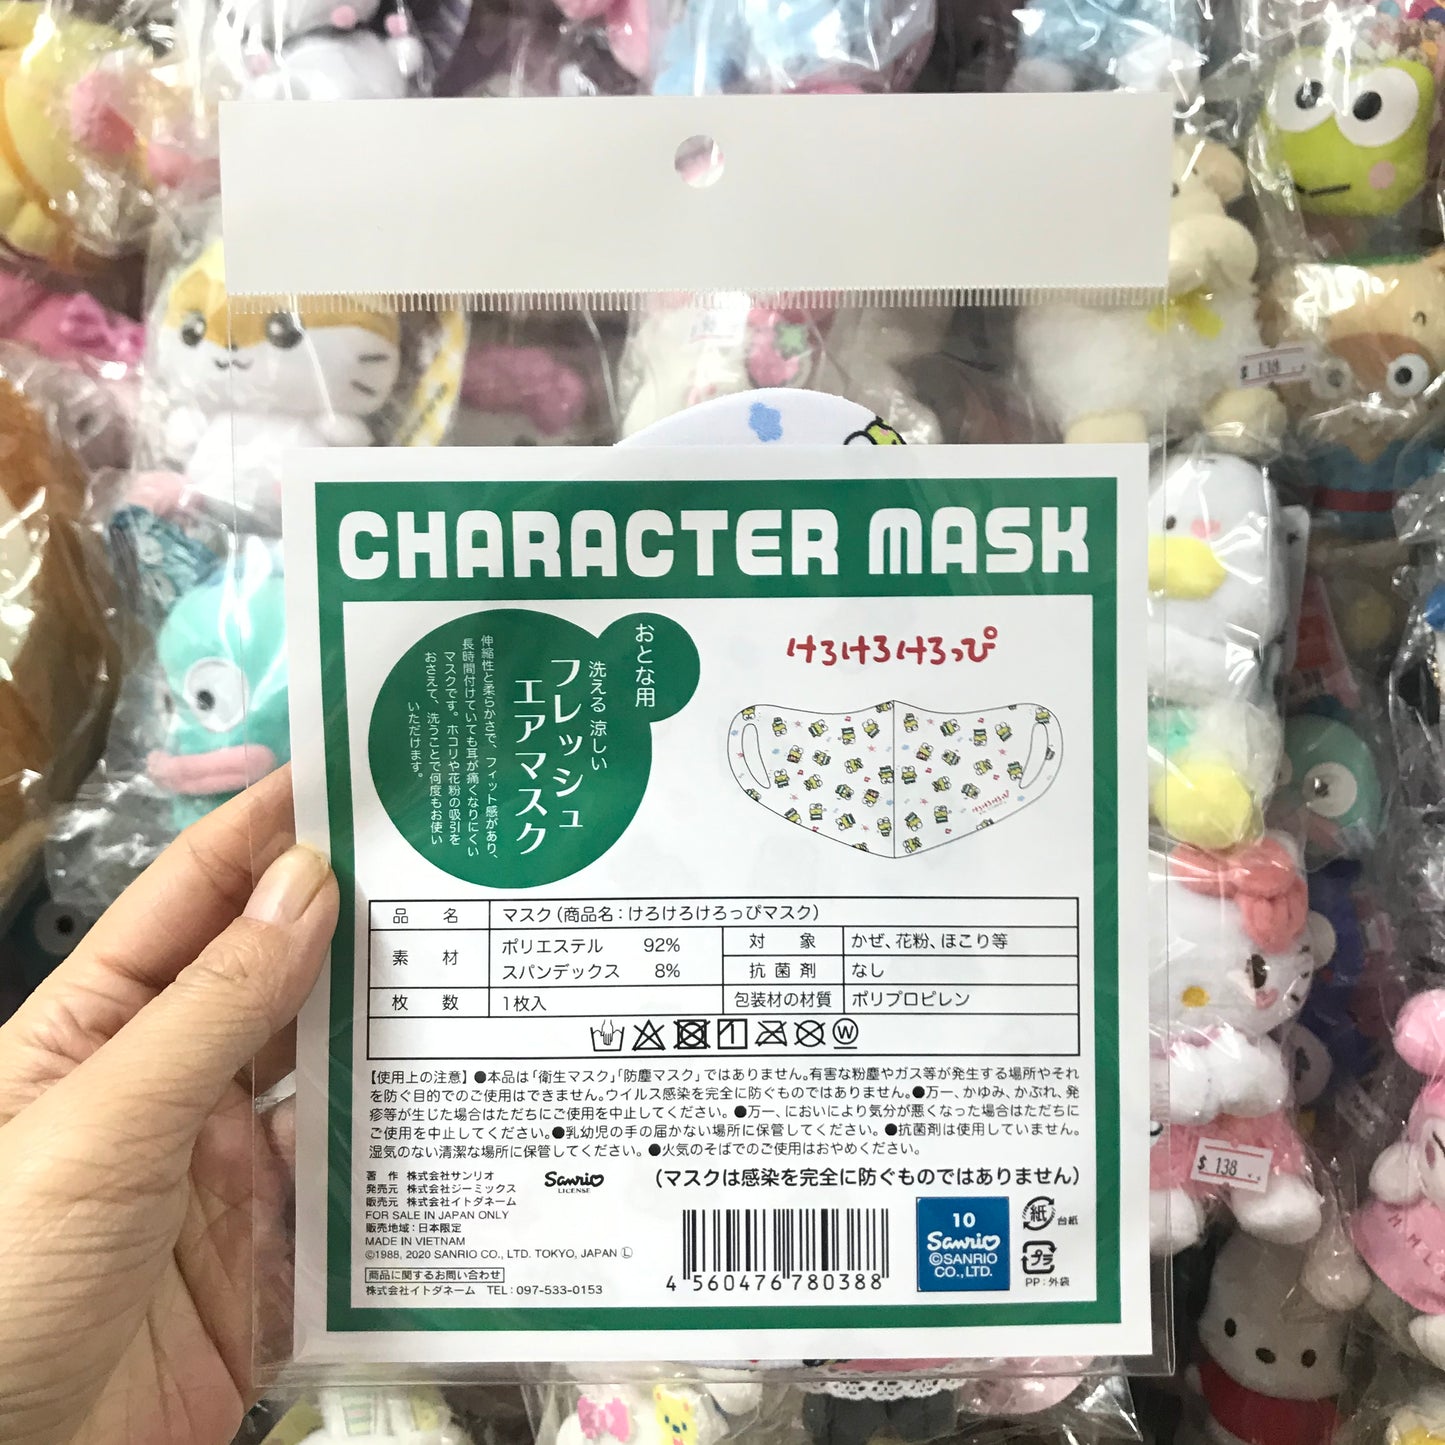 CHARACTER MASK
おとな用
洗える 涼しい
フレッシュ
エアマスク
伸縮性と柔らかさで、フィット感があり、
長時間付けていても耳が痛くなりにくい
マスクです。ホコリや花粉の吸引を
おさえて、洗うことで何度もお使い
いただけます。
けろけろけろっぴ
品名 マスク(商品名:けろけろけろっぴマスク)
素材 ポリエステル 92%
スパンデックス 8%
対象 かぜ、花粉、ほこり等
抗菌剤 なし
枚数 1枚入
包装材の材質 ポリプロピレン
W
【使用上の注意】●本品は「衛生マスク」「防塵マスク」ではありません。有害な粉塵やガス等が発生する場所やそれ
を防ぐ目的でのご使用はできません。ウイルス感染を完全に防ぐものではありません。●万一、かゆみ、かぶれ、発
疹等が生じた場合はただちにご使用を中止してください。●万一、においにより気分が悪くなった場合はただちに
ご使用を中止してください。●乳幼児の手の届かない場所に保管してください。●抗菌剤は使用していません。
湿気のない清潔な場所に保管してください。●火気のそばでのご使用はおやめください。
(マスクは感染を完全に防ぐものではありません)
著作 株式会社サンリオ
発売元 株式会社ジーミックス
販売元 株式会社イトダネーム
Sanrio
LICENSE
FOR SALE IN JAPAN ONLY
販売地域:日本限定
MADE IN VIETNAM
©1988, 2020 SANRIO CO., LTD. TOKYO, JAPAN Ⓛ
商品に関するお問い合わせ
株式会社イトダネーム TEL:097-533-0153
4 560476 780388
10
Sanrio
©SANRIO
CO.,LTD.
紙 台紙
プラ
PP:外袋
$ 138
$ 138